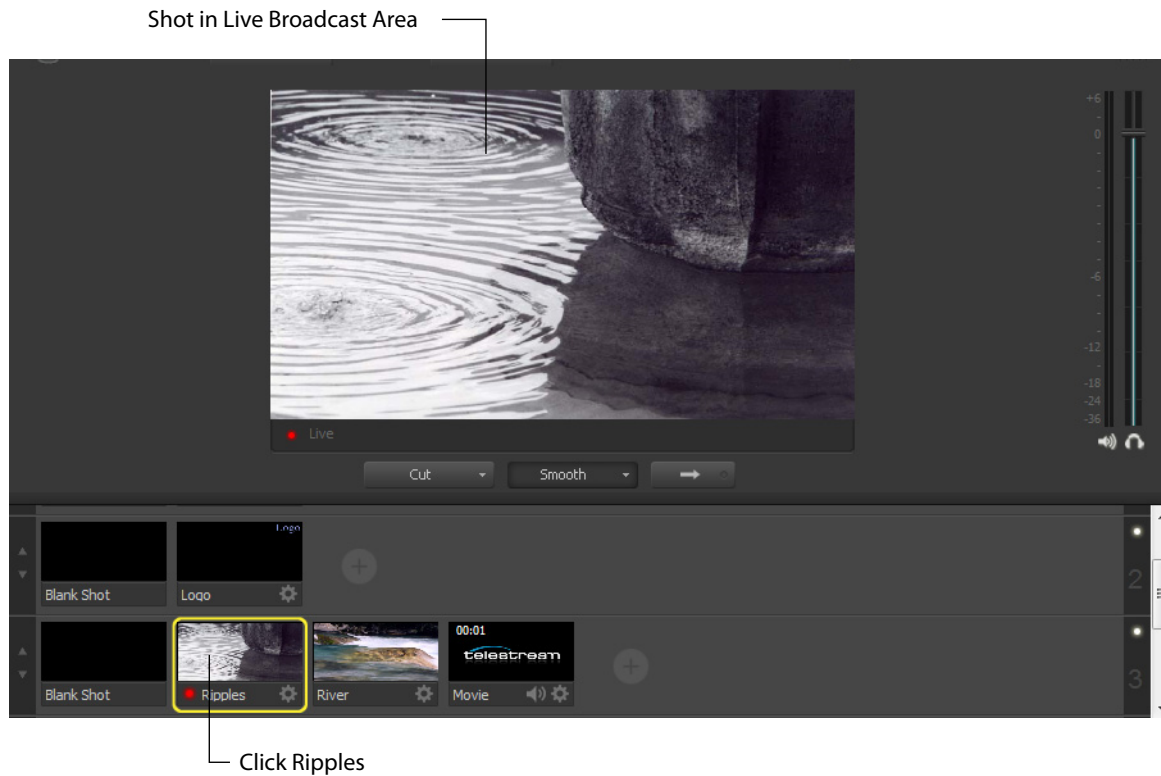 Shot in Live Broadcast Area
+6
-
0
-
-
-
-
-6
-
-12
-
-18
-24
-36
Live
Cut
Smooth
Logo
Blank Shot
Logo
2
00:01
telestream
Blank Shot
Ripples
River
Movie
3
Click Ripples